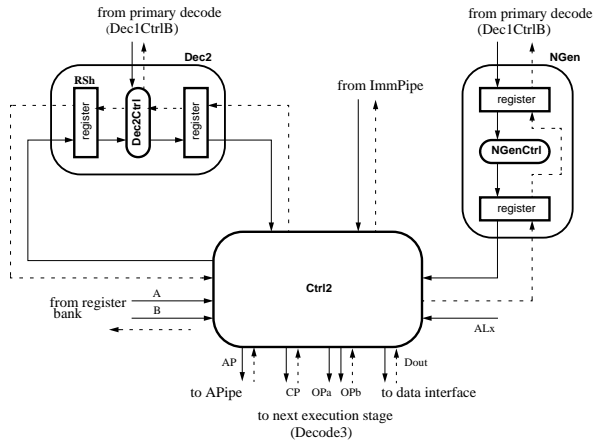 from primary decode
(Dec1CtrlB)
Dec2
RSh
register
Dec2Ctrl
register
from ImmPipe
from primary decode
(Dec1CtrlB)
NGen
register
NGenCtrl
register
Ctrl2
from register
bank
A
B
ALx
AP
CP
OPa
OPb
Dout
to APipe
to data interface
to next execution stage
(Decode3)